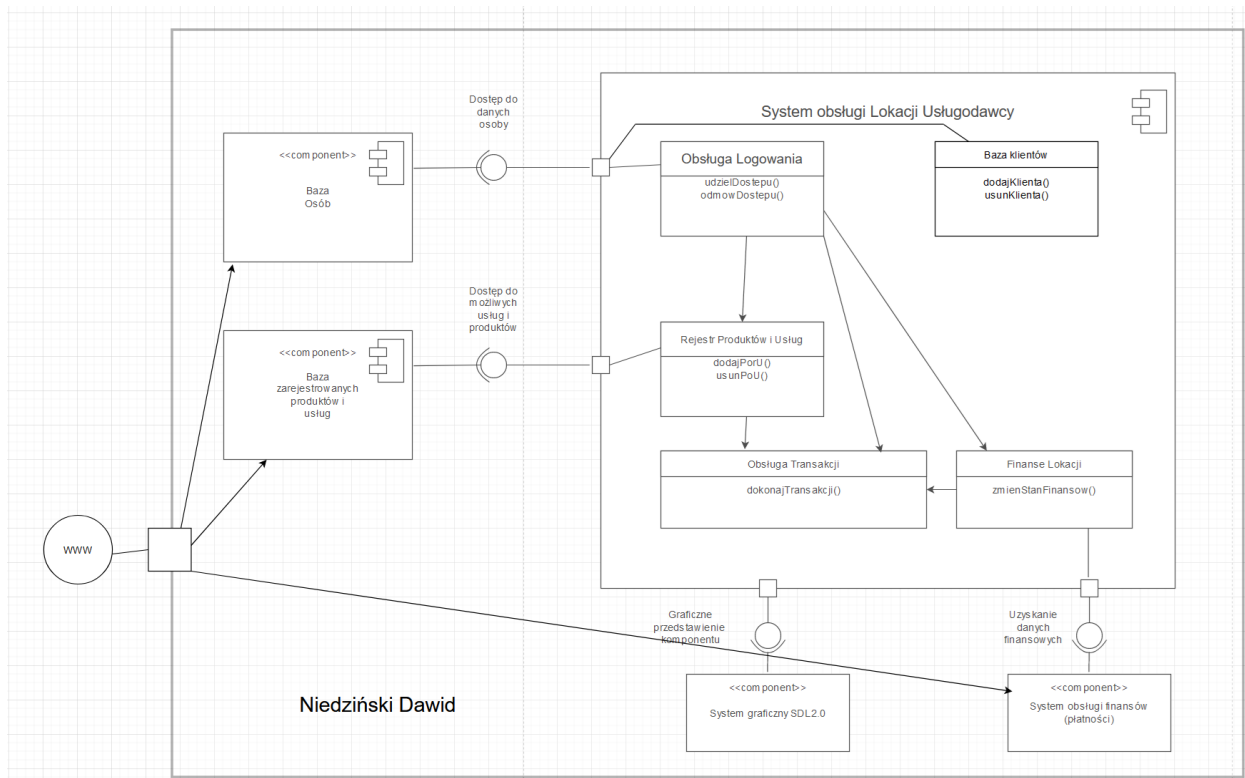 Dostęp do
danych
osoby
System obsługi Lokacji Usługodawcy
<<component>>
Baza
Osób
Obsługa Logowania
udzielDostepu()
odmowDostepu()
Baza klientów
dodajKlienta()
usunKlienta()
Dostęp do
możliwych
usług i
produktów
<<component>>
Baza
zarejestrowanych
produktów i
usług
Rejestr Produktów i Usług
dodajPorU()
usunPoU()
Obsługa Transakcji
dokonajTransakcji()
Finanse Lokacji
zmienStanFinansow()
WWW
Graficzne
przedstawienie
komponentu
Uzyskanie
danych
finansowych
<<component>>
System graficzny SDL2.0
<<component>>
System obsługi finansów
(płatności)
Niedziński Dawid